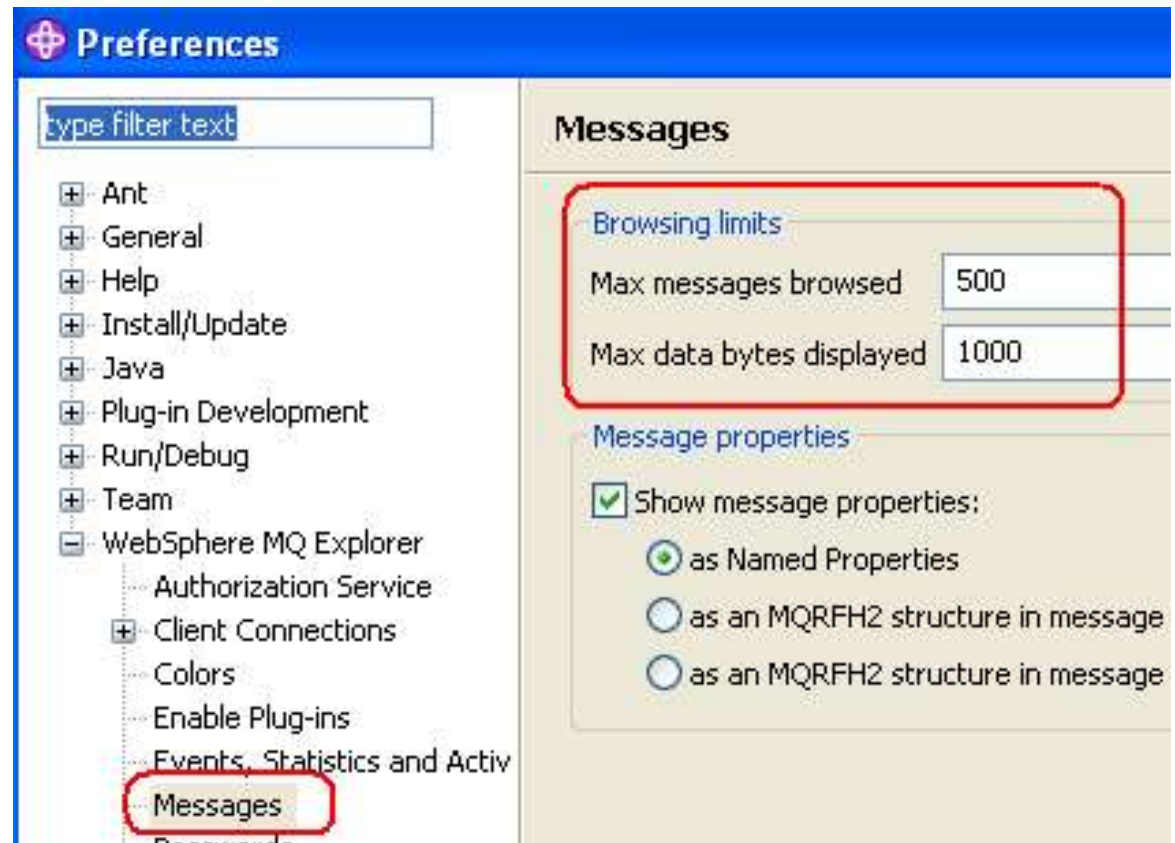 Preferences
type filter text
Ant
General
Help
Install/Update
Java
Plug-in Development
Run/Debug
Team
WebSphere MQ Explorer
Authorization Service
Client Connections
Colors
Enable Plug-ins
Events, Statistics and Activ
Messages
Messages
Browsing limits
Max messages browsed 500
Max data bytes displayed 1000
Message properties
Show message properties:
as Named Properties
as an MQRFH2 structure in message
as an MQRFH2 structure in message